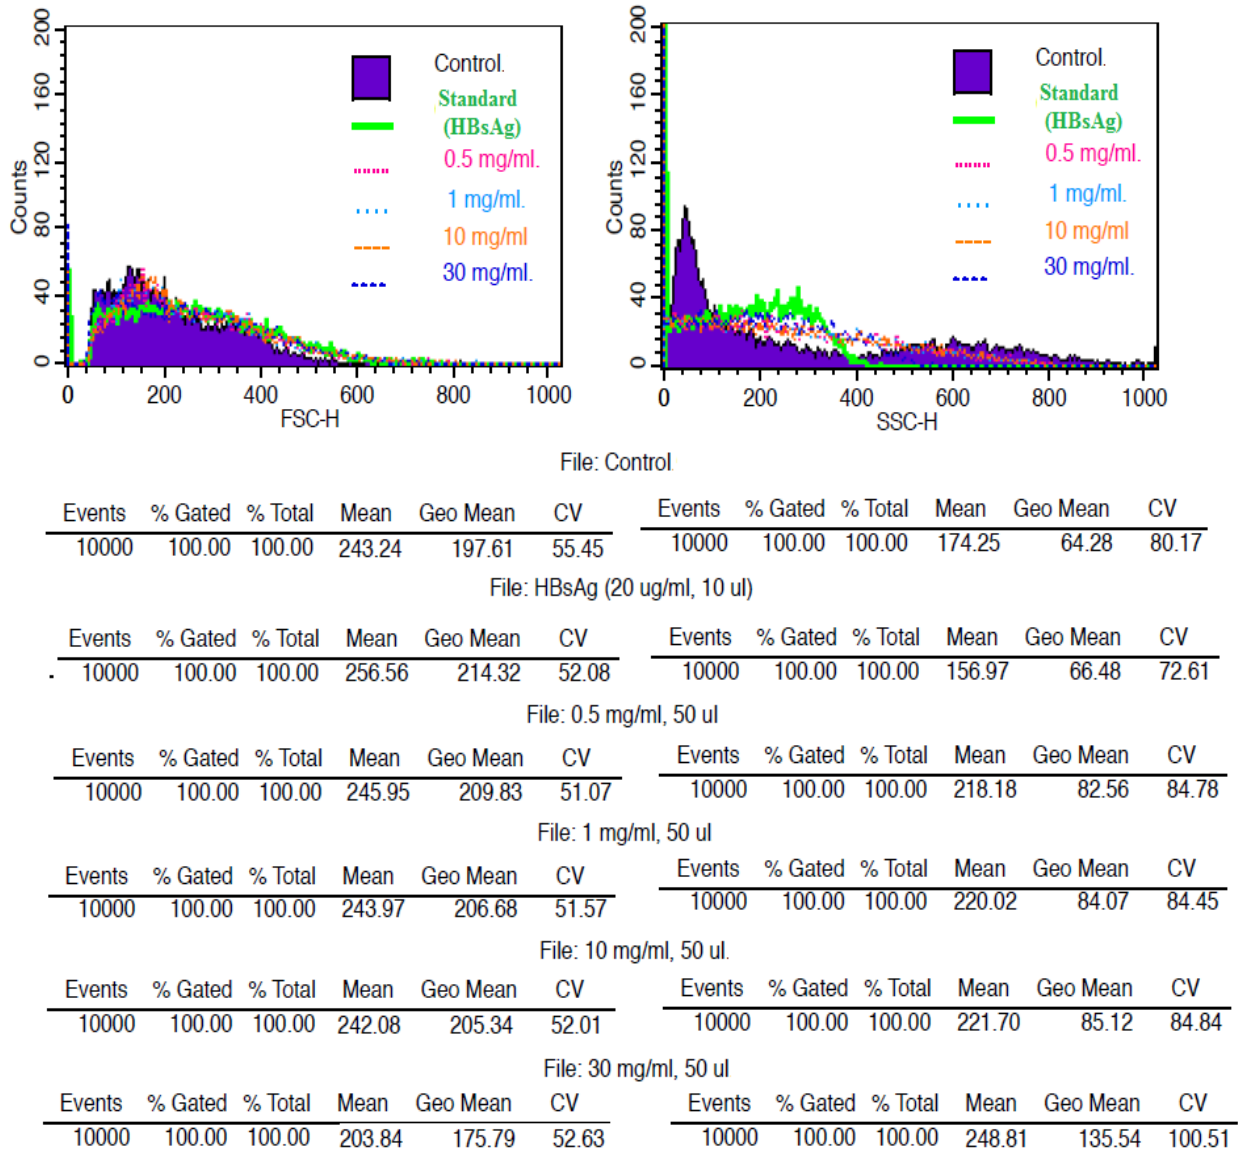 200
160
120
80
40
0
Counts
0 200 400 600 800 1000
FSC-H
Control.
Standard
(HBsAg)
0.5 mg/ml.
1 mg/ml.
10 mg/ml
30 mg/ml.
200
160
120
80
40
0
Counts
0 200 400 600 800 1000
SSC-H
Control.
Standard
(HBsAg)
0.5 mg/ml.
1 mg/ml.
10 mg/ml
30 mg/ml.
File: Control
Events % Gated % Total Mean Geo Mean CV
10000 100.00 100.00 243.24 197.61 55.45
Events % Gated % Total Mean Geo Mean CV
10000 100.00 100.00 174.25 64.28 80.17
File: HBsAg (20 ug/ml, 10 ul)
Events % Gated % Total Mean Geo Mean CV
10000 100.00 100.00 256.56 214.32 52.08
Events % Gated % Total Mean Geo Mean CV
10000 100.00 100.00 156.97 66.48 72.61
File: 0.5 mg/ml, 50 ul
Events % Gated % Total Mean Geo Mean CV
10000 100.00 100.00 245.95 209.83 51.07
Events % Gated % Total Mean Geo Mean CV
10000 100.00 100.00 218.18 82.56 84.78
File: 1 mg/ml, 50 ul
Events % Gated % Total Mean Geo Mean CV
10000 100.00 100.00 243.97 206.68 51.57
Events % Gated % Total Mean Geo Mean CV
10000 100.00 100.00 220.02 84.07 84.45
File: 10 mg/ml, 50 ul.
Events % Gated % Total Mean Geo Mean CV
10000 100.00 100.00 242.08 205.34 52.01
Events % Gated % Total Mean Geo Mean CV
10000 100.00 100.00 221.70 85.12 84.84
File: 30 mg/ml, 50 ul
Events % Gated % Total Mean Geo Mean CV
10000 100.00 100.00 203.84 175.79 52.63
Events % Gated % Total Mean Geo Mean CV
10000 100.00 100.00 248.81 135.54 100.51